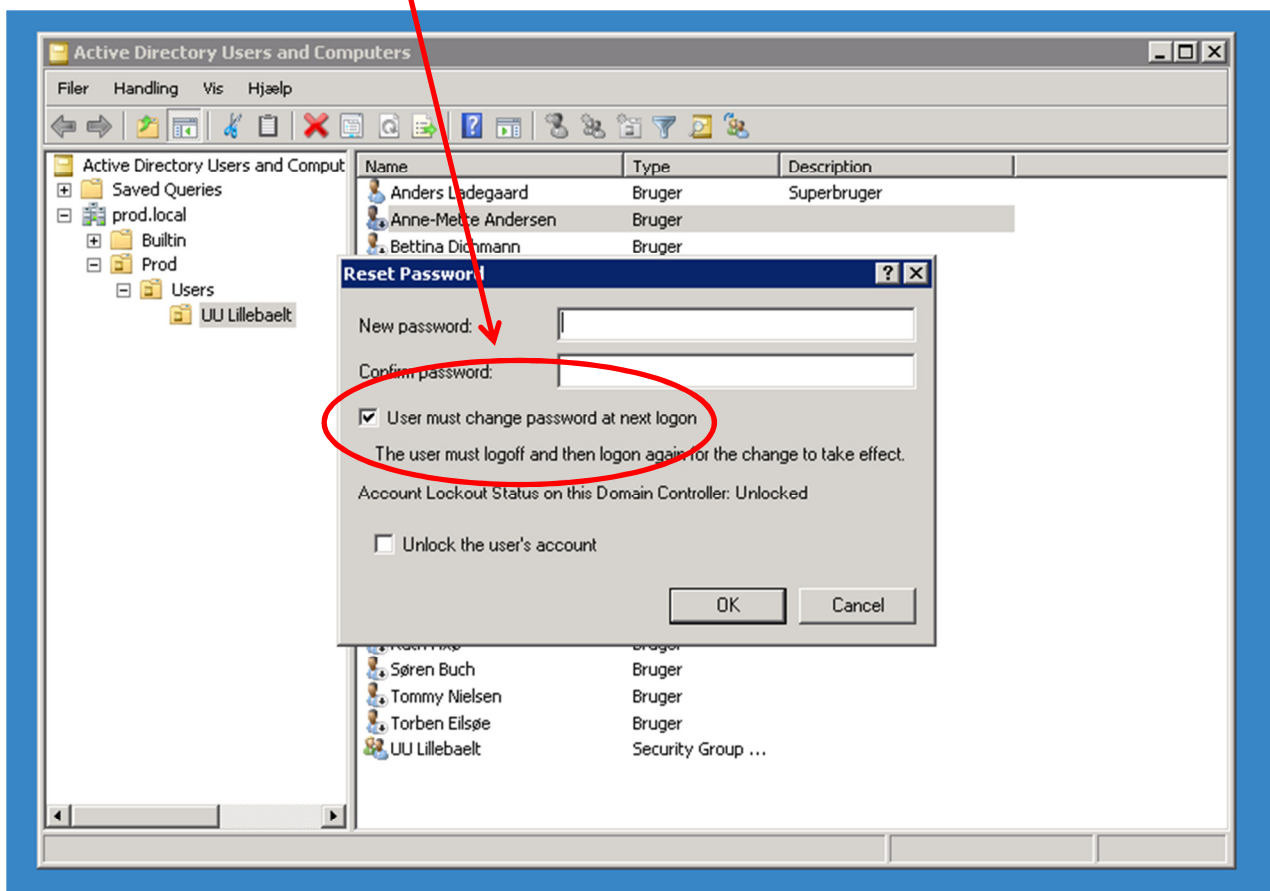 Active Directory Users and Computers
Filer Handling Vis Hjælp
Active Directory Users and Comput
Saved Queries
prod.local
Builtin
Prod
Users
UU Lillebaelt
Name Type Description
Anders Ladegaard Bruger Superbruger
Anne-Mette Andersen Bruger
Bettina Dichmann Bruger
Reset Password
New password:
Confirm password:
User must change password at next logon
The user must logoff and then logon again for the change to take effect.
Account Lockout Status on this Domain Controller: Unlocked
Unlock the user's account
OK Cancel
Bruger
Søren Buch Bruger
Tommy Nielsen Bruger
Torben Eilsøe Bruger
UU Lillebaelt Security Group ...